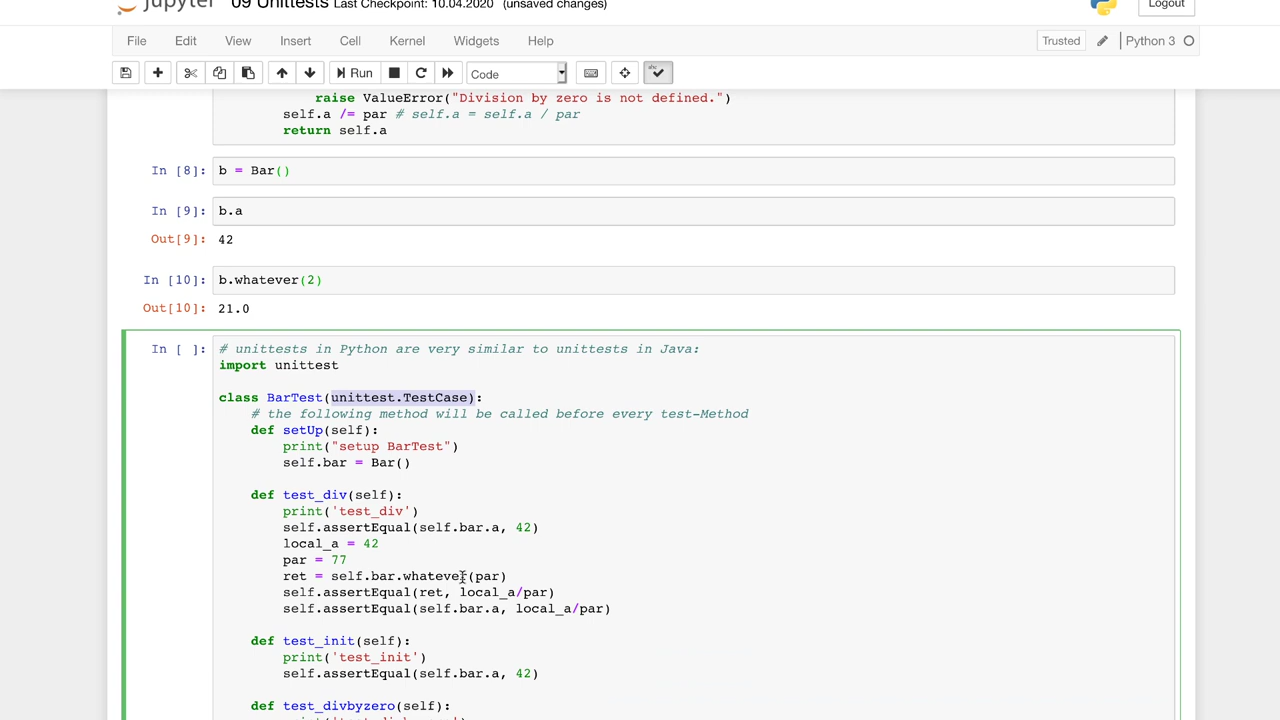 jupyter 09 Unittests Last Checkpoint: 10.04.2020 (unsaved changes) Logout
File Edit View Insert Cell Kernel Widgets Help Trusted Python 3
Run Code
raise ValueError("Division by zero is not defined.")
self.a /= par # self.a = self.a / par
return self.a
In [8]: b = Bar()
In [9]: b.a
Out[9]: 42
In [10]: b.whatever(2)
Out[10]: 21.0
In [ ]: # unittests in Python are very similar to unittests in Java:
import unittest
class BarTest(unittest.TestCase):
# the following method will be called before every test-Method
def setUp(self):
print("setup BarTest")
self.bar = Bar()
def test_div(self):
print('test_div')
self.assertEqual(self.bar.a, 42)
local_a = 42
par = 77
ret = self.bar.whatever(par)
self.assertEqual(ret, local_a/par)
self.assertEqual(self.bar.a, local_a/par)
def test_init(self):
print('test_init')
self.assertEqual(self.bar.a, 42)
def test_divbyzero(self):